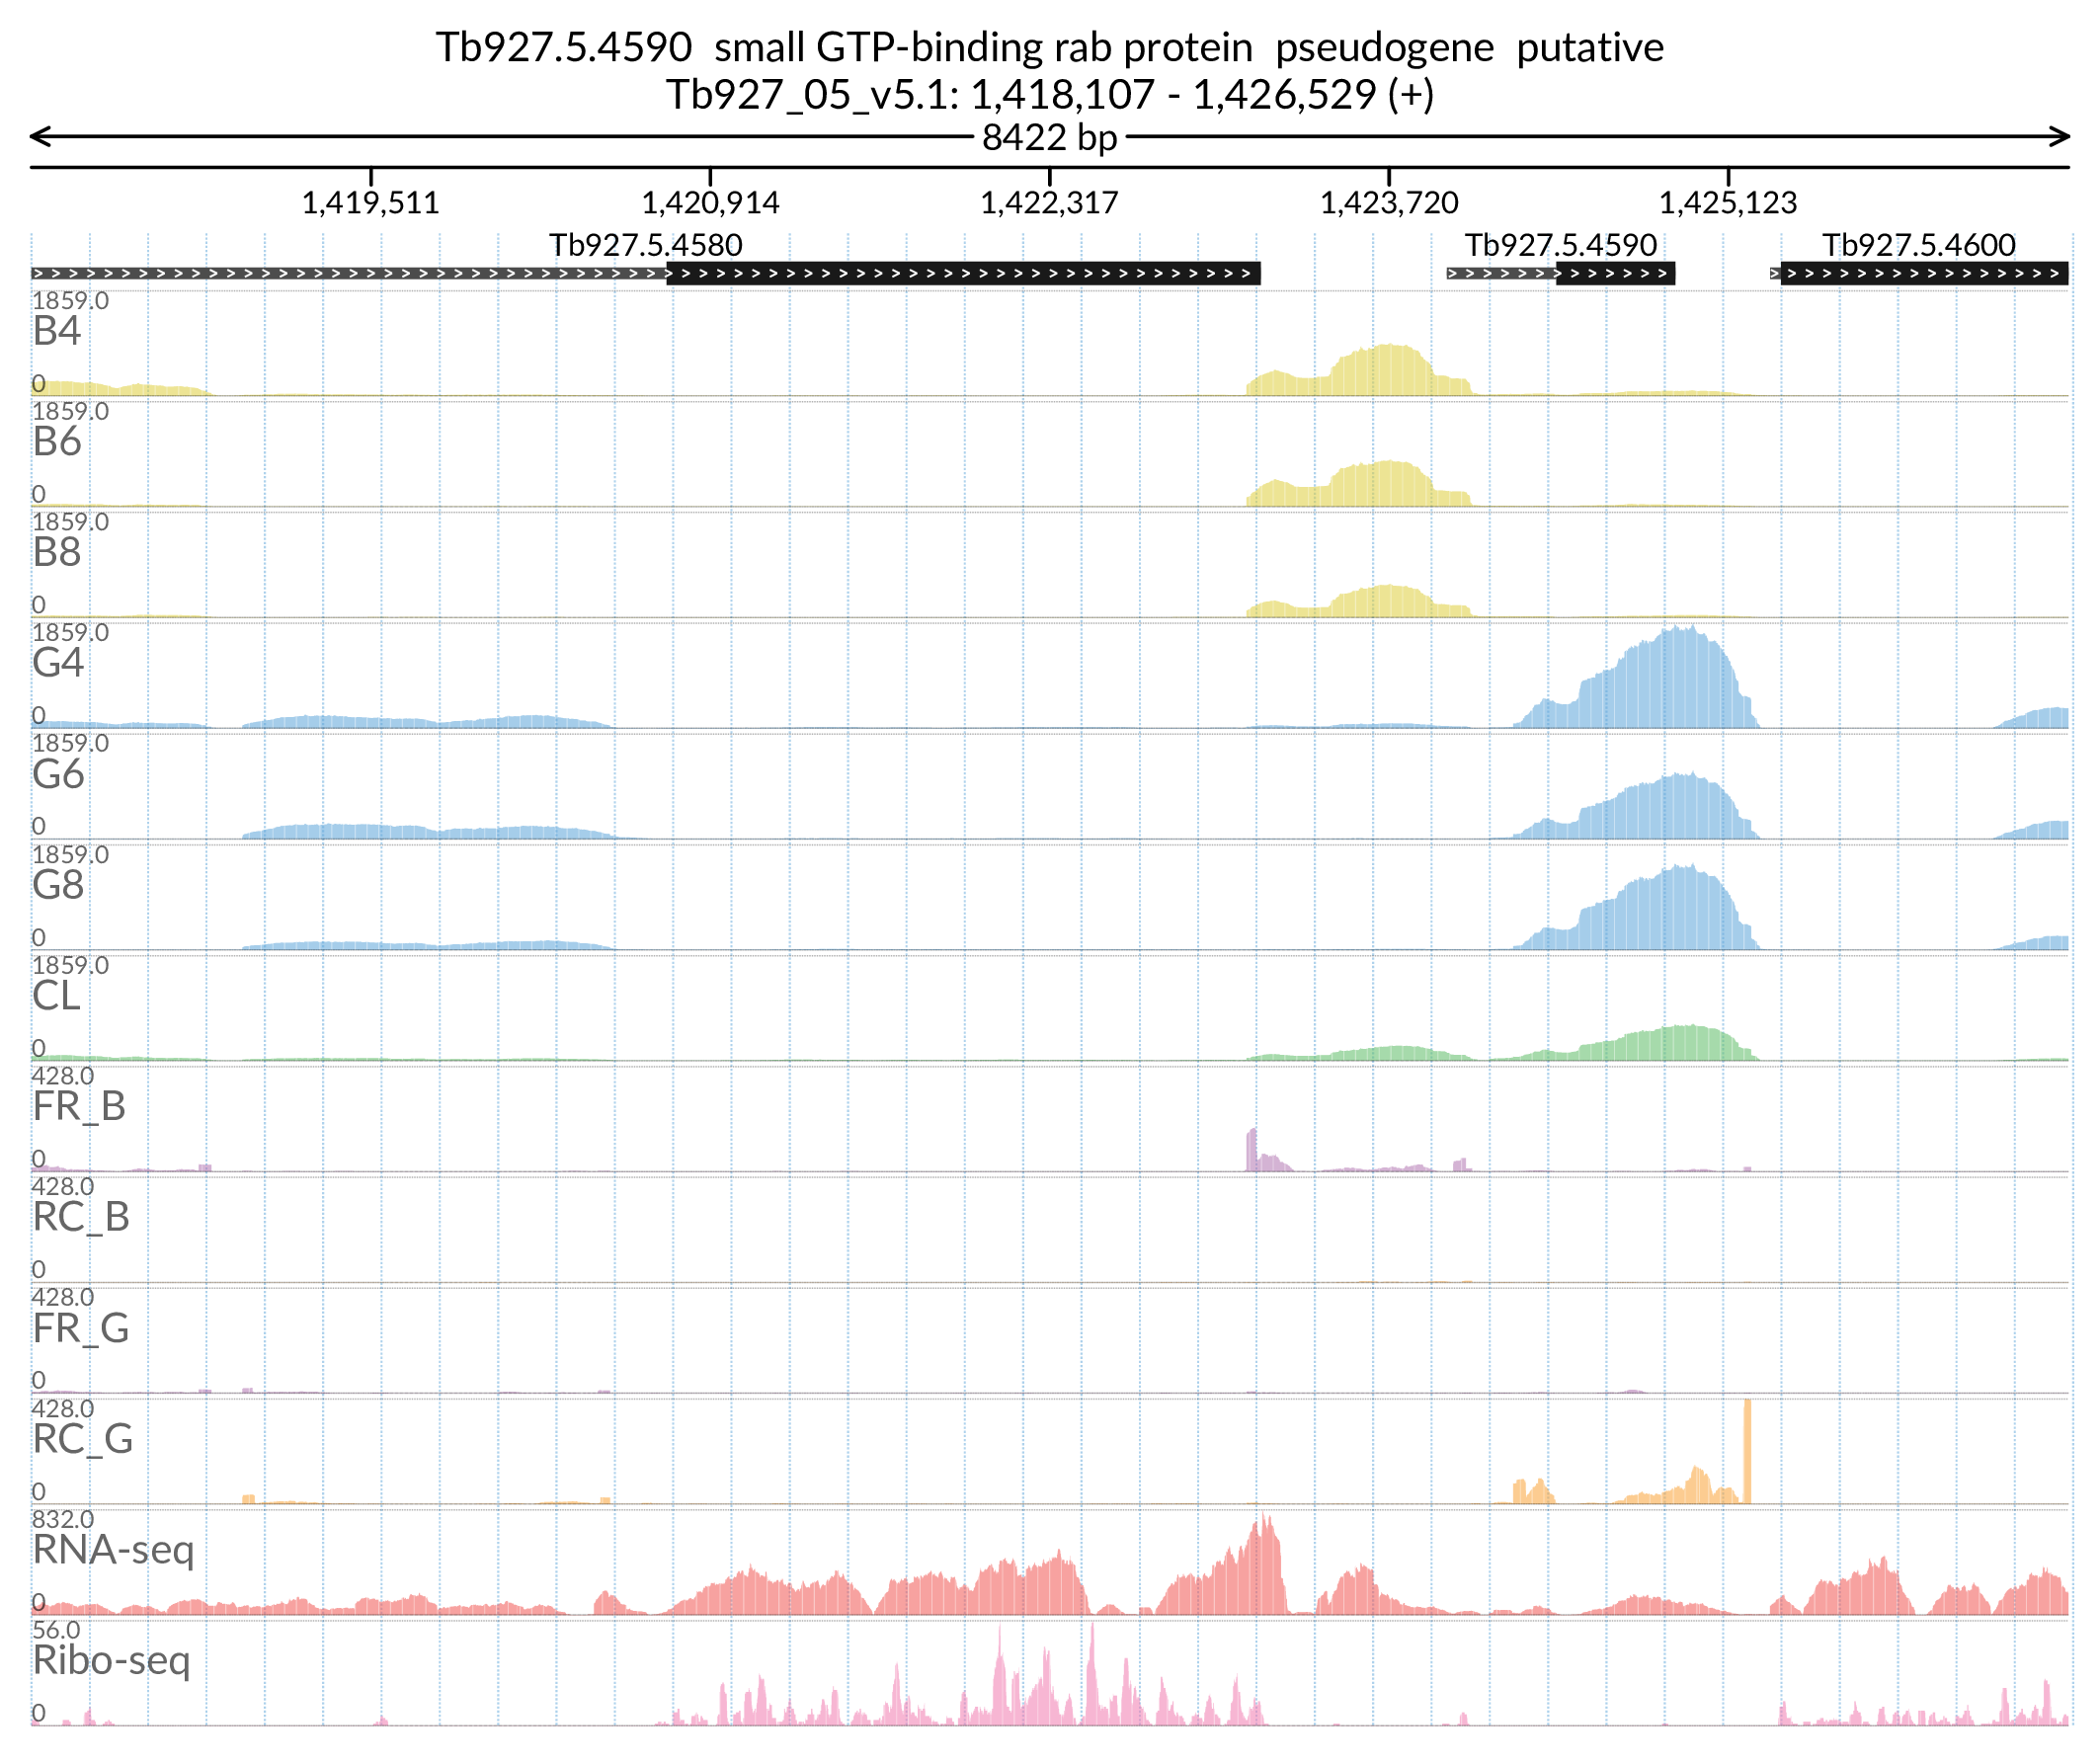 Tb927.5.4590 small GTP-binding rab protein pseudogene putative
Tb927_05_v5.1: 1,418,107 - 1,426,529 (+)
8422 bp
1,419,511 1,420,914 1,422,317 1,423,720 1,425,123
Tb927.5.4580 Tb927.5.4590 Tb927.5.4600
1859.0
B4
0
1859.0
B6
0
1859.0
B8
0
1859.0
G4
0
1859.0
G6
0
1859.0
G8
0
1859.0
CL
0
428.0
FR_B
0
428.0
RC_B
0
428.0
FR_G
0
428.0
RC_G
0
832.0
RNA-seq
0
56.0
Ribo-seq
0